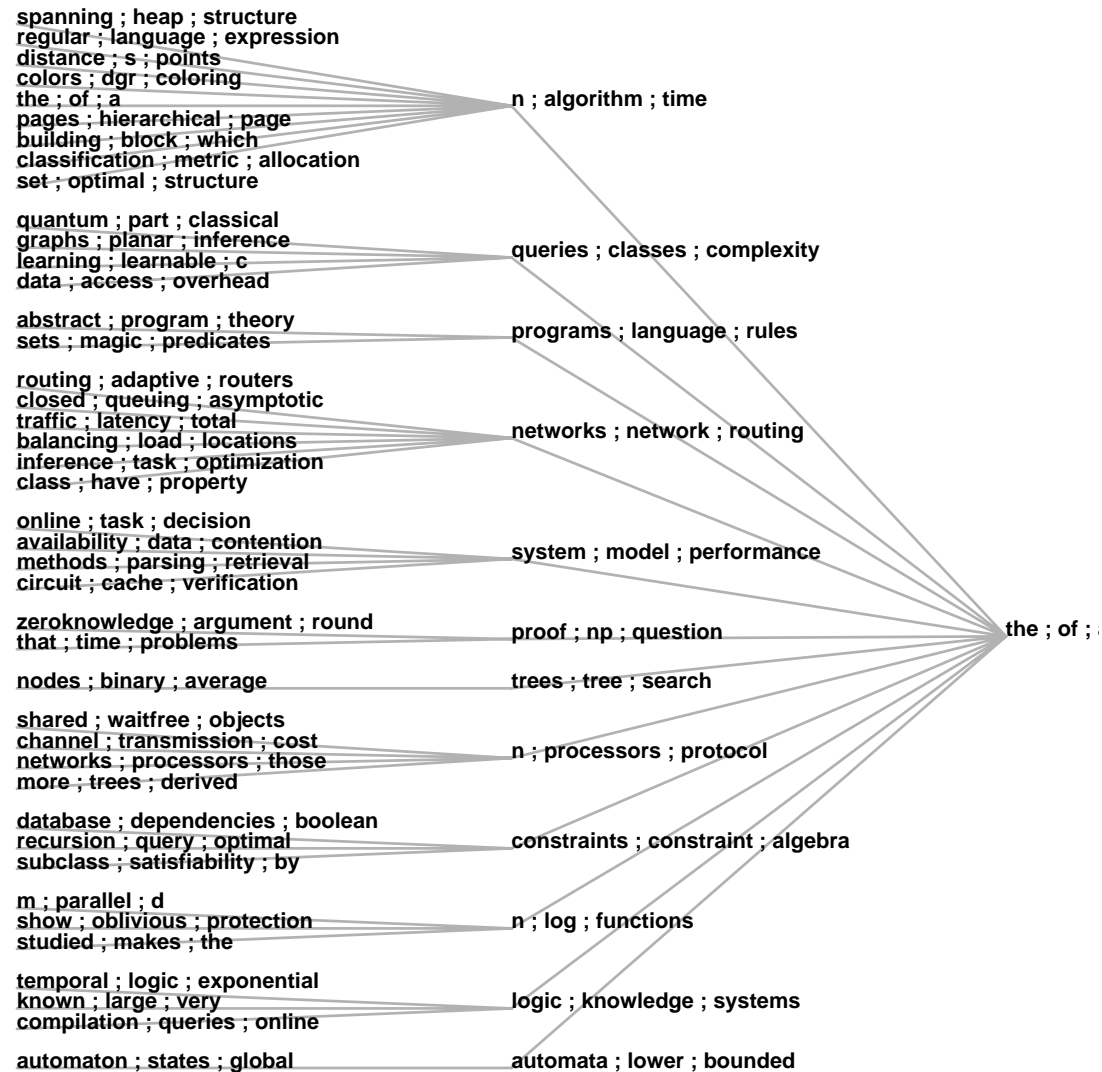 spanning ; heap ; structure
regular ; language ; expression
distance ; s ; points
colors ; dgr ; coloring
the ; of ; a
pages ; hierarchical ; page
building ; block ; which
classification ; metric ; allocation
set ; optimal ; structure
n ; algorithm ; time
quantum ; part ; classical
graphs ; planar ; inference
learning ; learnable ; c
data ; access ; overhead
queries ; classes ; complexity
abstract ; program ; theory
sets ; magic ; predicates
programs ; language ; rules
routing ; adaptive ; routers
closed ; queuing ; asymptotic
traffic ; latency ; total
balancing ; load ; locations
inference ; task ; optimization
class ; have ; property
networks ; network ; routing
online ; task ; decision
availability ; data ; contention
methods ; parsing ; retrieval
circuit ; cache ; verification
system ; model ; performance
zeroknowledge ; argument ; round
that ; time ; problems
proof ; np ; question
the ; of ; a
nodes ; binary ; average
trees ; tree ; search
shared ; waitfree ; objects
channel ; transmission ; cost
networks ; processors ; those
more ; trees ; derived
n ; processors ; protocol
database ; dependencies ; boolean
recursion ; query ; optimal
subclass ; satisfiability ; by
constraints ; constraint ; algebra
m ; parallel ; d
show ; oblivious ; protection
studied ; makes ; the
n ; log ; functions
temporal ; logic ; exponential
known ; large ; very
compilation ; queries ; online
logic ; knowledge ; systems
automaton ; states ; global
automata ; lower ; bounded